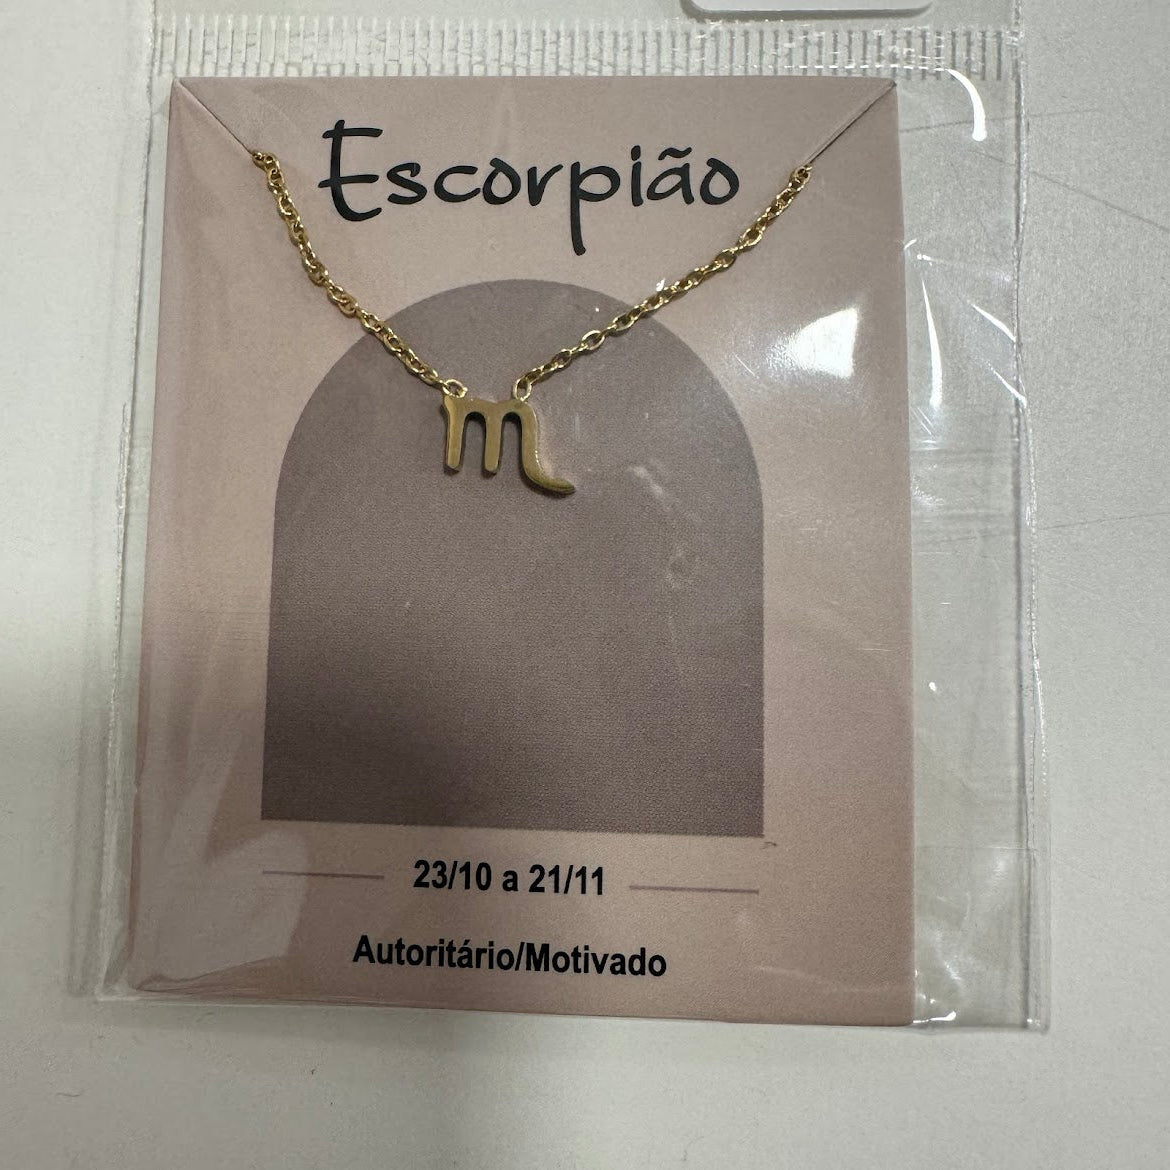 Escorpião
23/10 a 21/11
Autoritário/Motivado